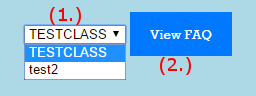 (1.)
TESTCLASS
View FAQ
TESTCLASS
test2
(2.)